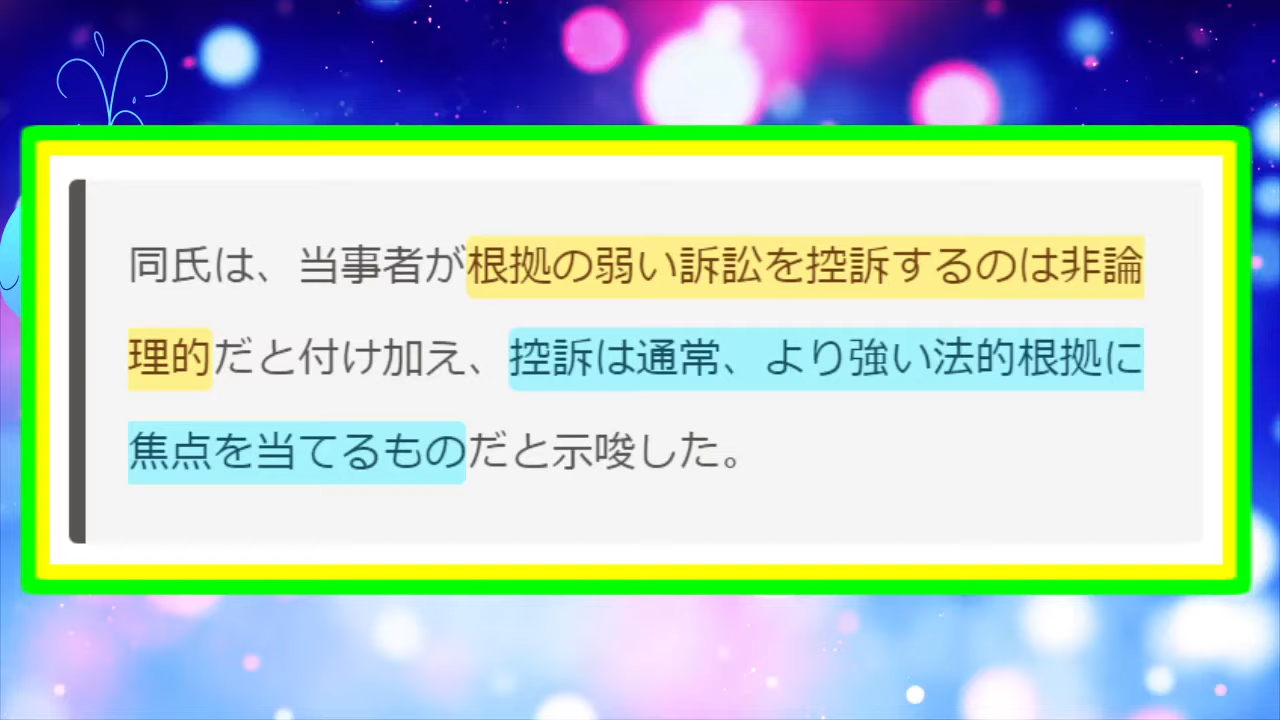 同氏は、当事者が根拠の弱い訴訟を控訴するのは非論
理的だと付け加え、控訴は通常、より強い法的根拠に
焦点を当てるものだと示唆した。